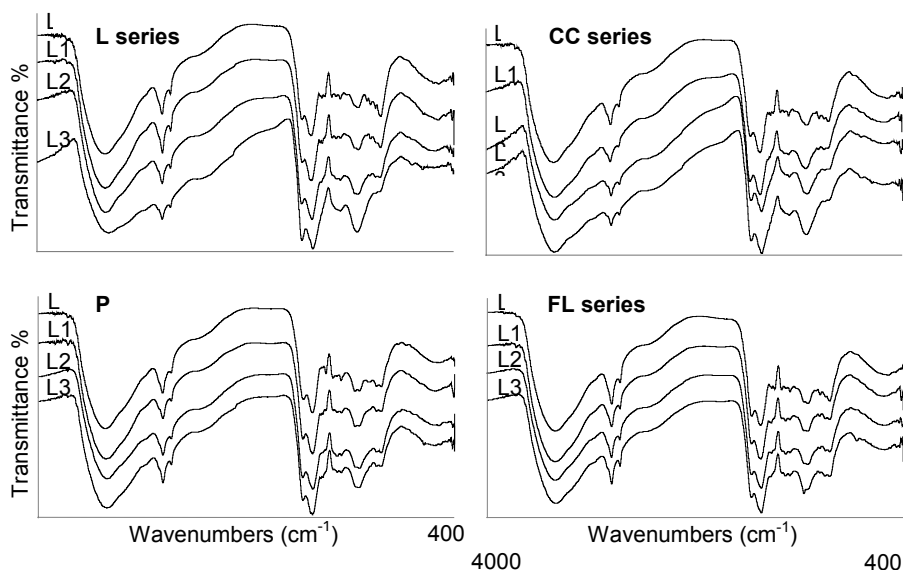 L
L series
L1
L2
L3
Transmittance %
L
CC series
L1
L
P
L
L1
L2
L3
Transmittance %
Wavenumbers (cm⁻¹)
400
L
FL series
L1
L2
L3
Wavenumbers (cm⁻¹)
4000
400